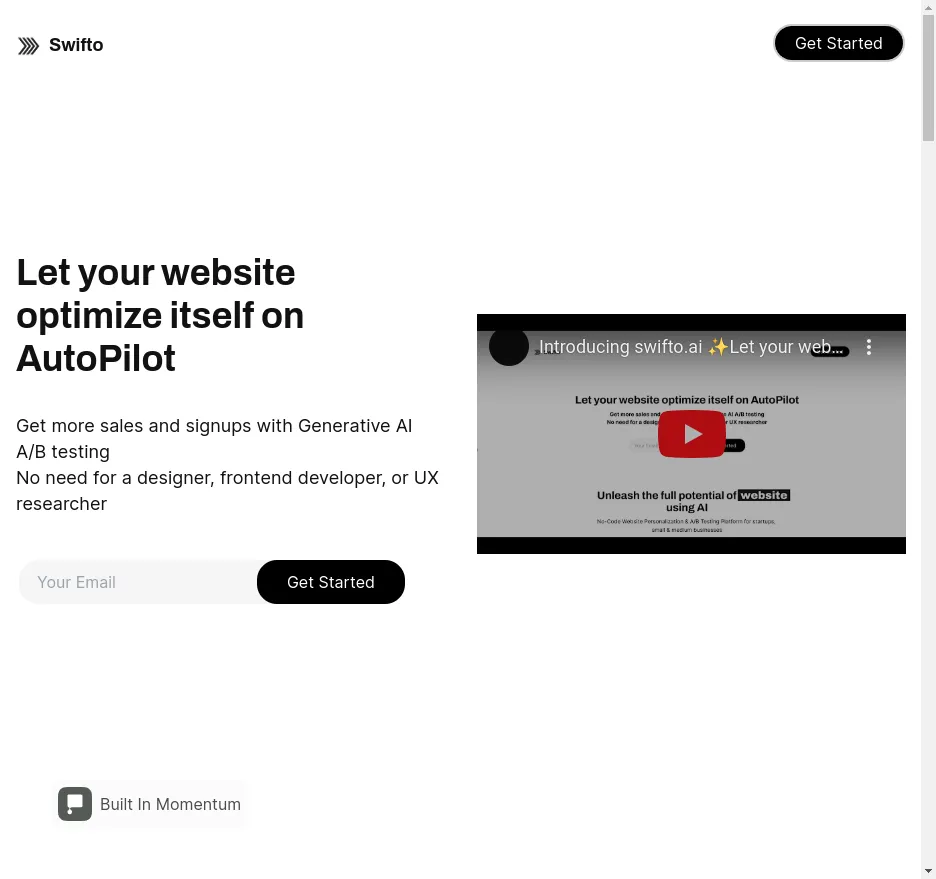 Swifto
Get Started
Let your website
optimize itself on
AutoPilot
Get more sales and signups with Generative AI
A/B testing
No need for a designer, frontend developer, or UX
researcher
Your Email
Get Started
Introducing swifto.ai ✨Let your web...
Let your website optimize itself on AutoPilot
Get more sales
AI A/B testing
No need for a
or UX researcher
Unleash the full potential of website
using AI
No-Code Website Personalization & A/B Testing Platform for startups,
small & medium businesses
Built In Momentum